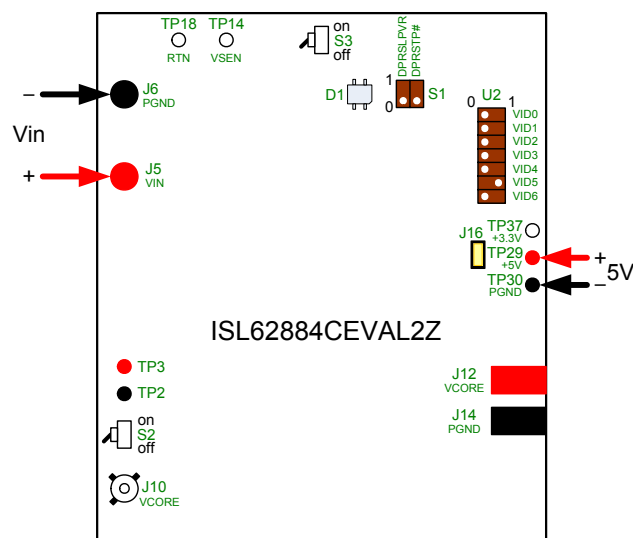 TP18 TP14
RTN VSEN
on
S3
off
DPRSLPVR
DPRSTP#
1
0
D1
S1
U2
0 1
VID0
VID1
VID2
VID3
VID4
VID5
VID6
−
J6
PGND
Vin
+
J5
VIN
TP37
+3.3V
J16
TP29
+5V
TP30
PGND
+
5V
−
ISL62884CEVAL2Z
TP3
TP2
J12
VCORE
J14
PGND
on
S2
off
J10
VCORE